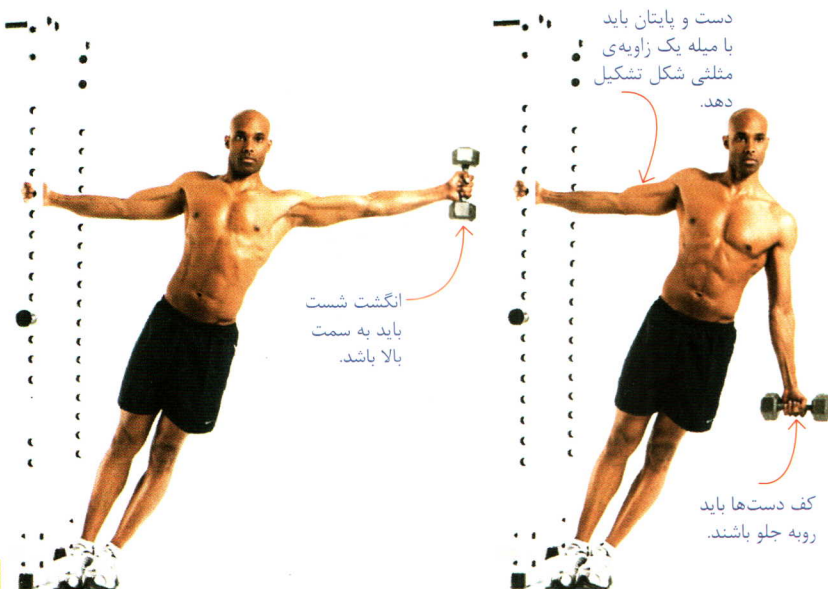 دست و پایتان باید
با میله یک زاویه‌ی
مثلثی شکل تشکیل
دهد.
انگشت شست
باید به سمت
بالا باشد.
کف دست‌ها باید
روبه جلو باشند.